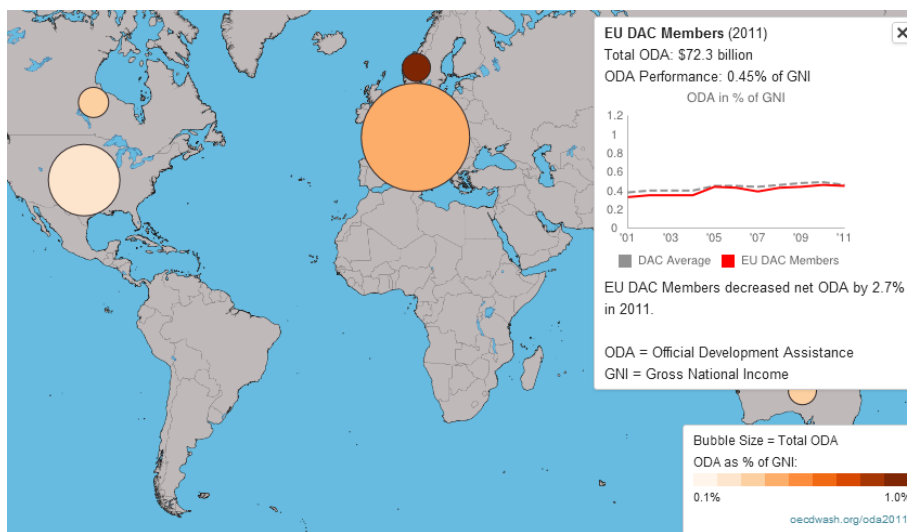 EU DAC Members (2011)
Total ODA: $72.3 billion
ODA Performance: 0.45% of GNI
ODA in % of GNI
1.2
1
0.8
0.6
0.4
0.2
0
'01 '03 '05 '07 '09 '11
DAC Average EU DAC Members
EU DAC Members decreased net ODA by 2.7%
in 2011.
ODA = Official Development Assistance
GNI = Gross National Income
Bubble Size = Total ODA
ODA as % of GNI:
0.1% 1.0%
oecdwash.org/oda2011